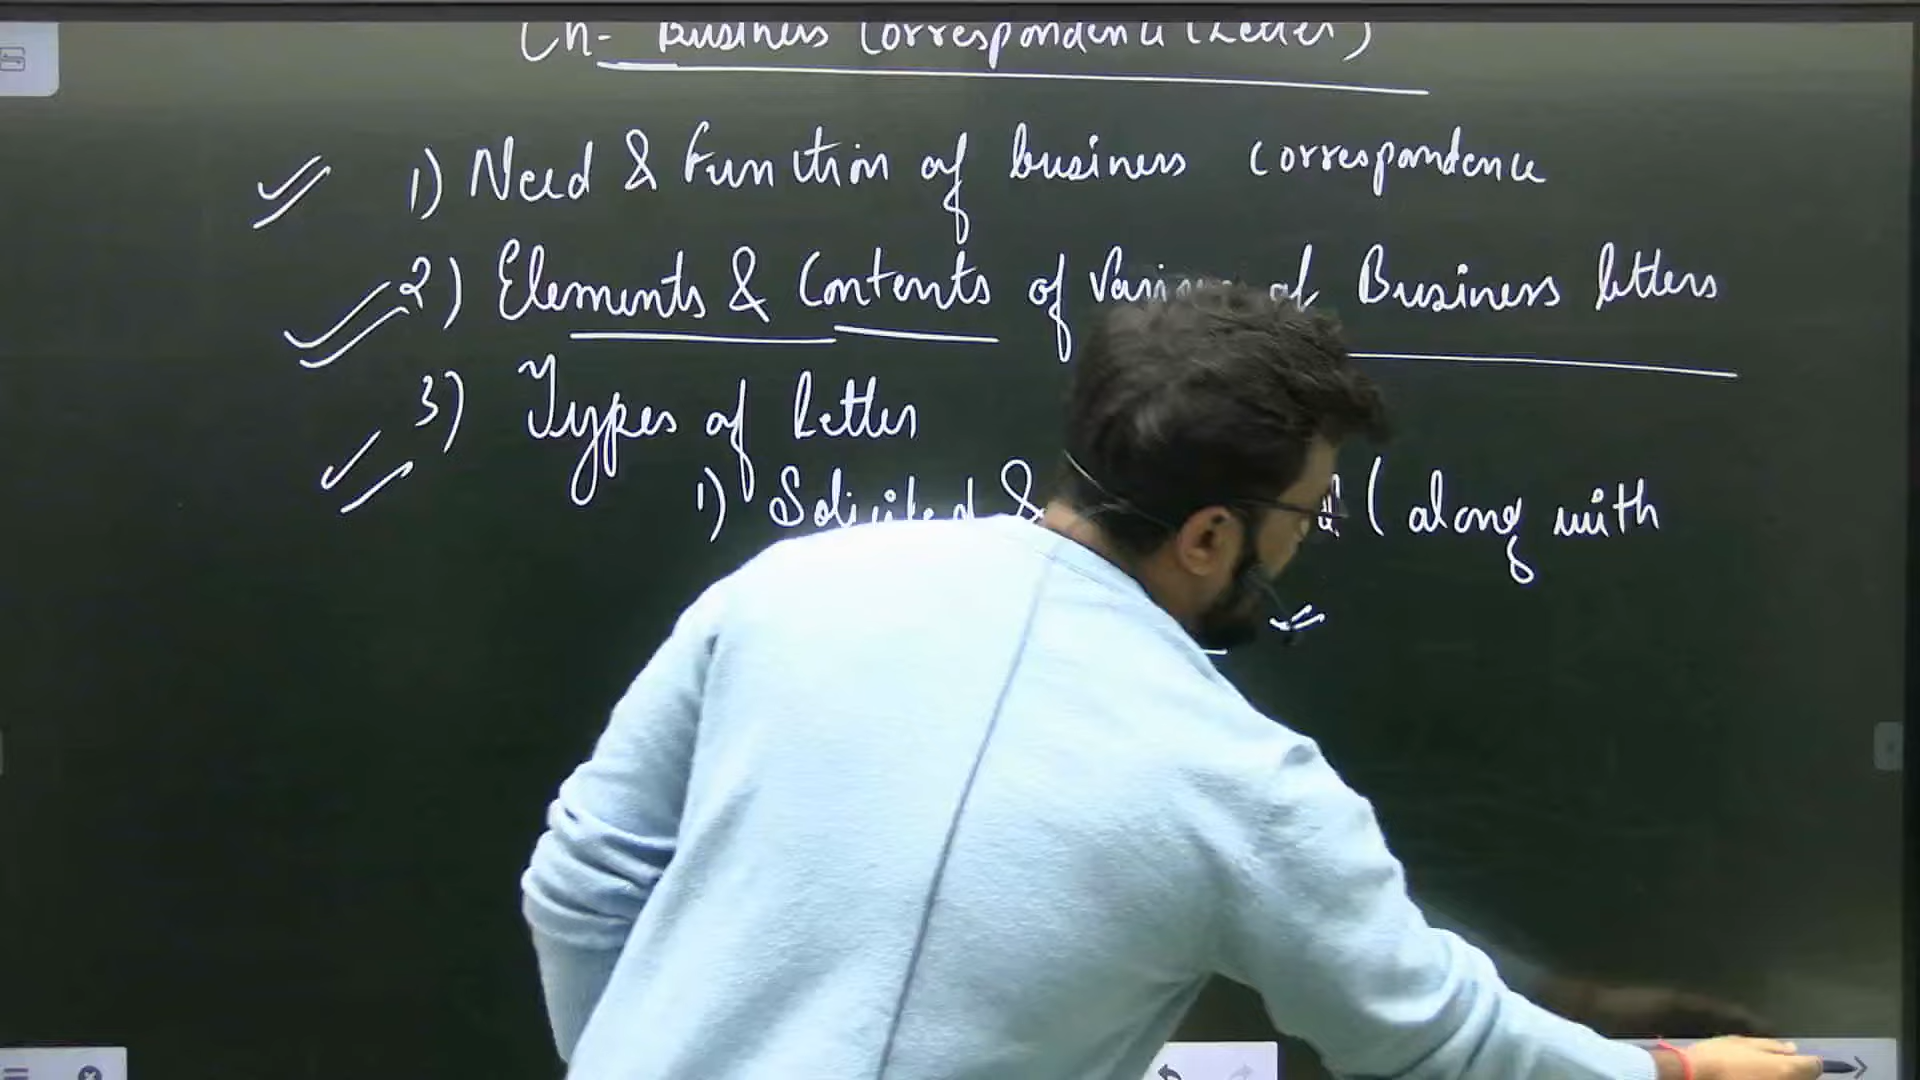 Ch- Business Correspondence (Letter)
1) Need & Function of business correspondence
2) Elements & Contents of of Business letters
3) Types of letter
1) Solicited & (along with